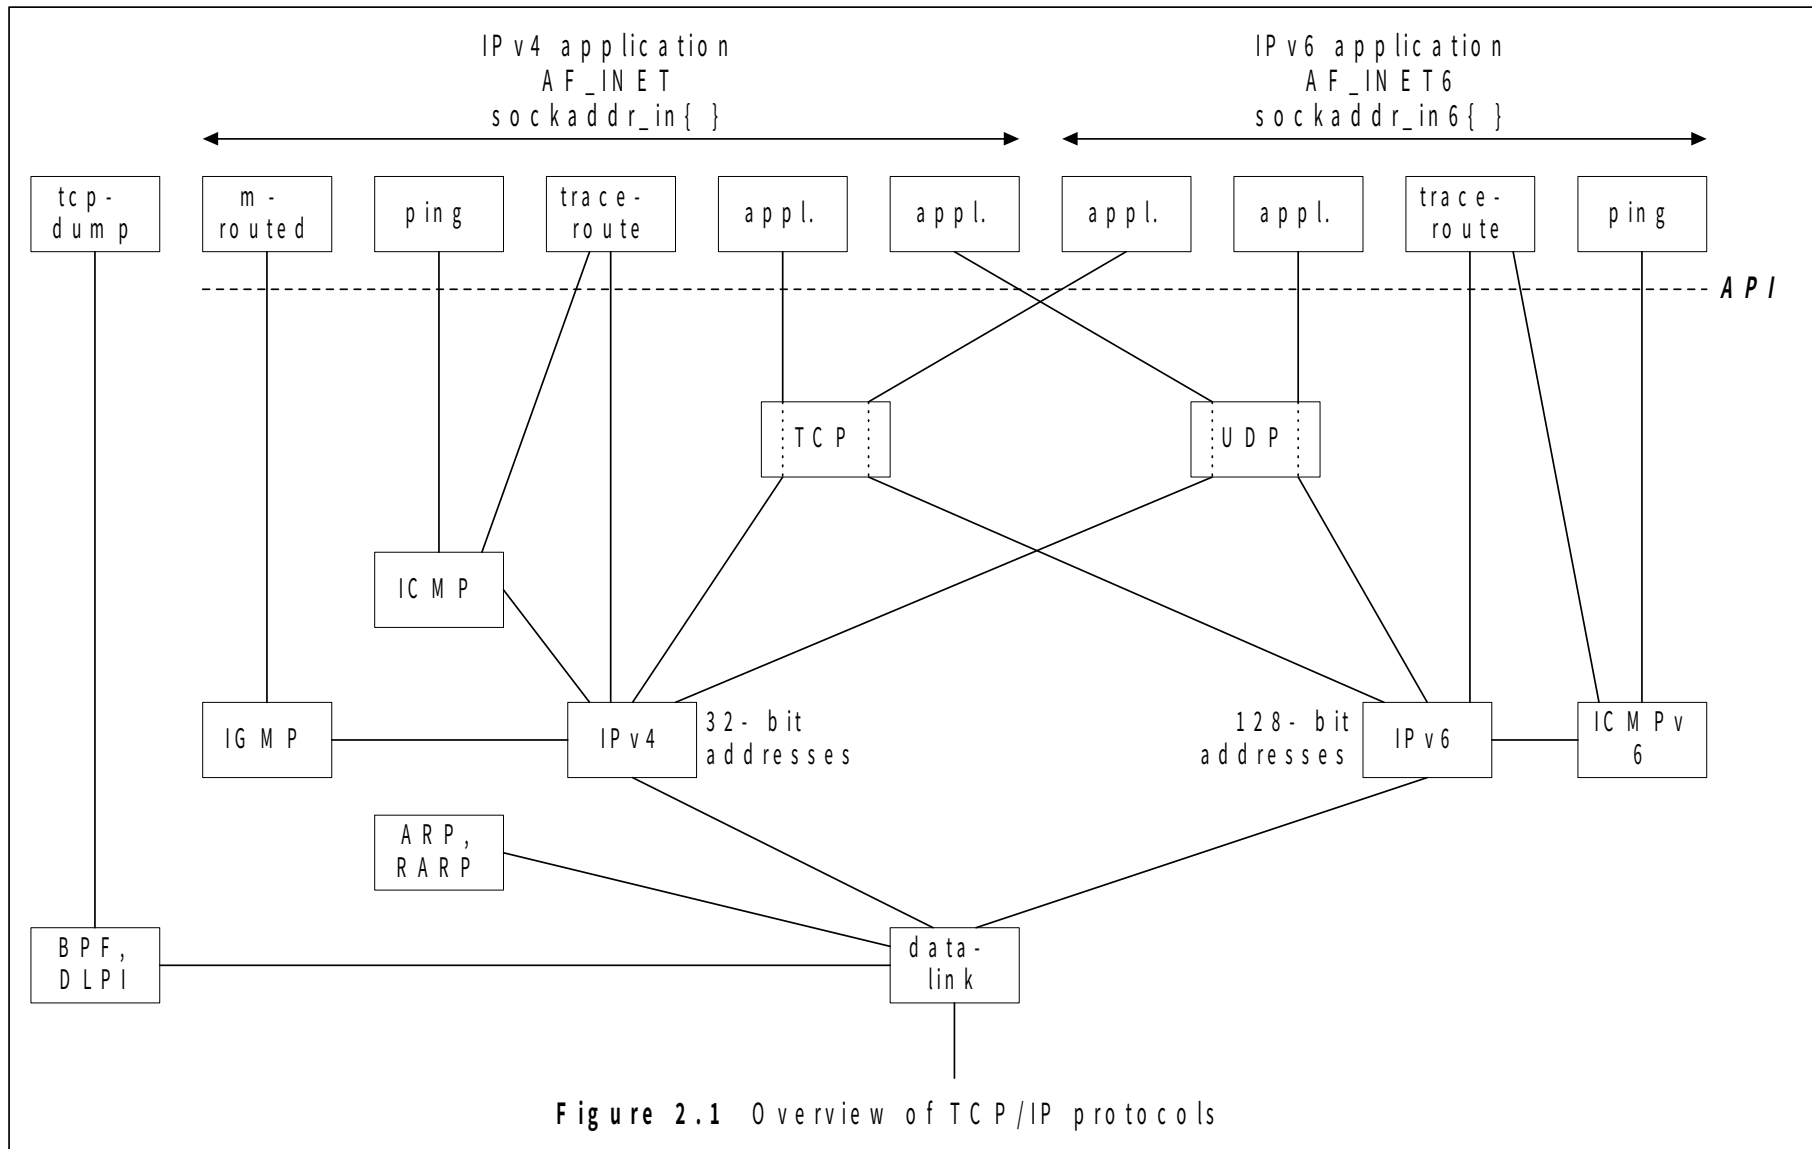 IPv4 application
AF_INET
sockaddr_in{ }
IPv6 application
AF_INET6
sockaddr_in6{ }
tcp-
dump
m-
routed
ping
trace-
route
appl.
appl.
appl.
appl.
trace-
route
ping
API
TCP
UDP
ICMP
IGMP
IPv4
32- bit
addresses
128- bit
addresses
IPv6
ICMPv
6
ARP,
RARP
BPF,
DLPI
data-
link
Figure 2.1 Overview of TCP/IP protocols